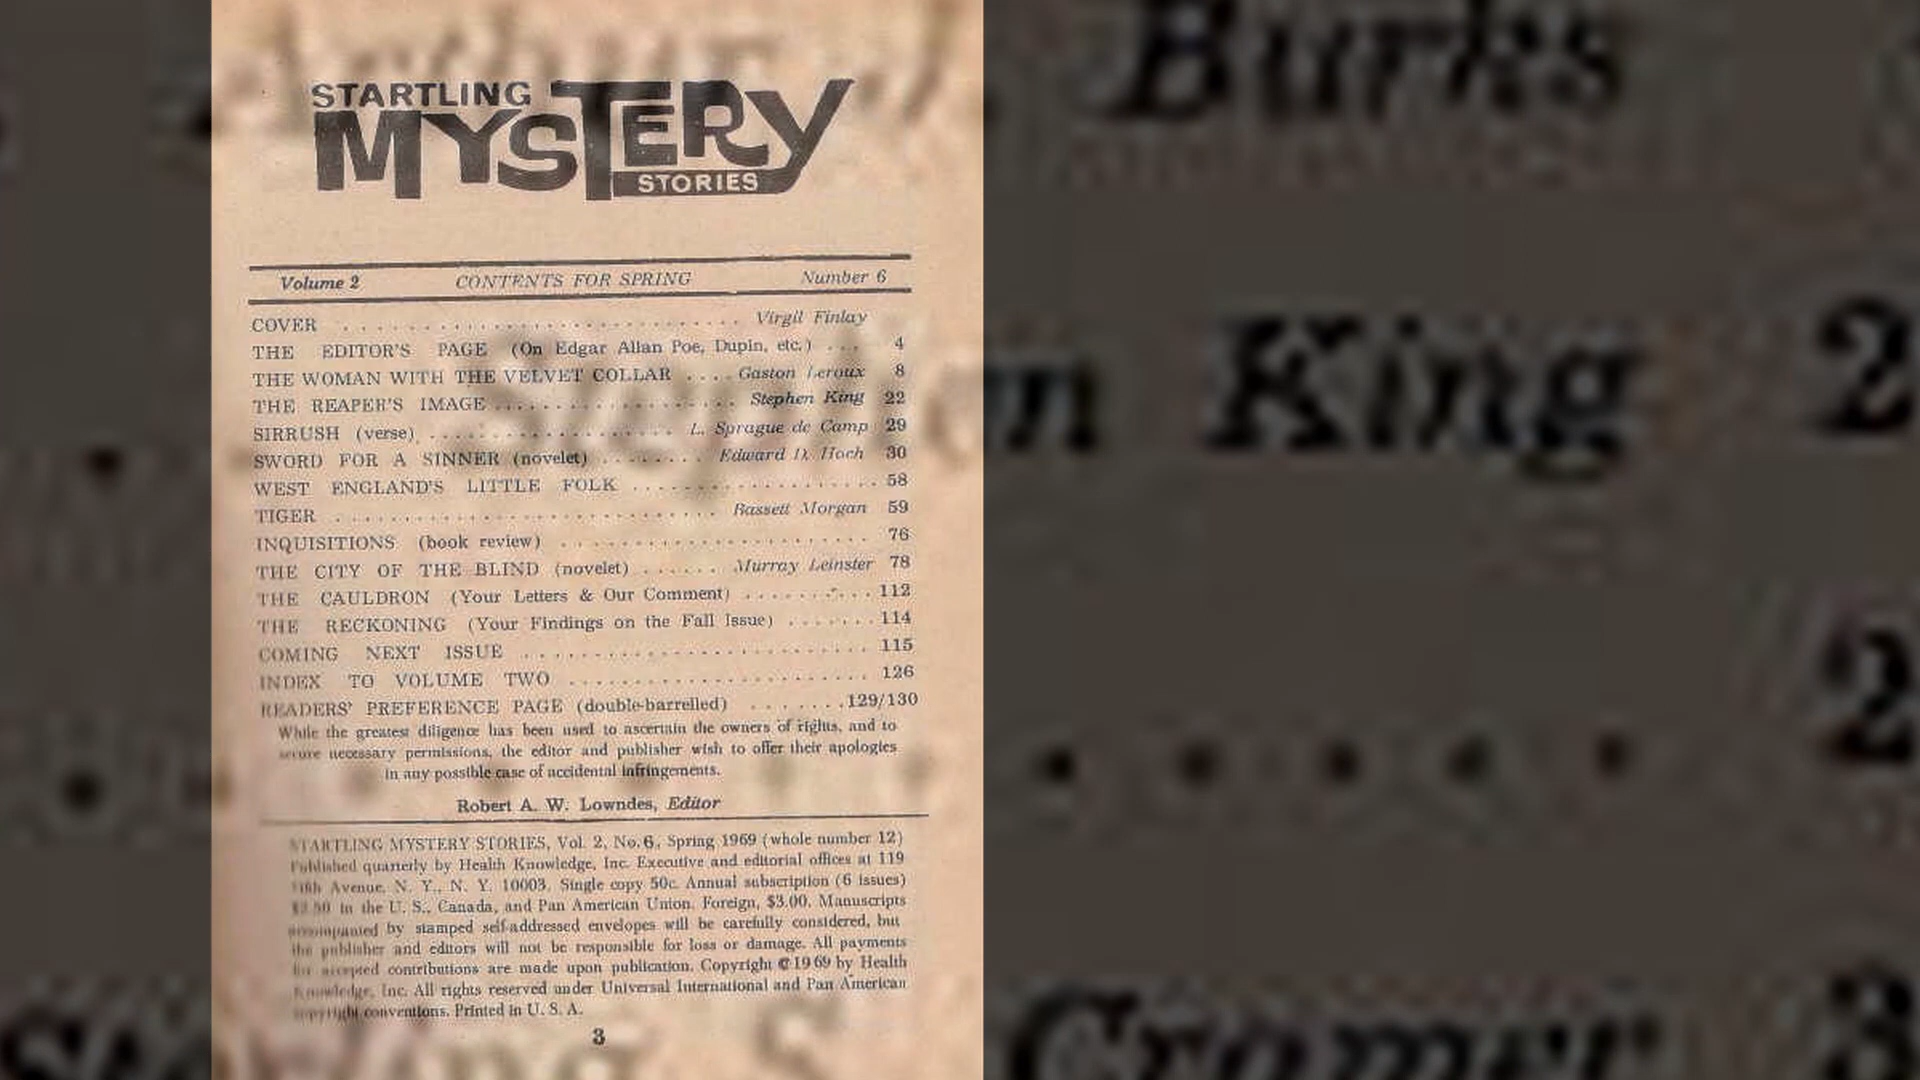 STARTLING
MYSTERY
STORIES
Volume 2 CONTENTS FOR SPRING Number 6
COVER . . . . . . . . . . . . . . . . . . . . . . . . . . . . Virgil Finlay
THE EDITOR'S PAGE (On Edgar Allan Poe, Dupin, etc.) . . . 4
THE WOMAN WITH THE VELVET COLLAR . . . . Gaston Leroux 8
THE REAPER'S IMAGE . . . . . . . . . . . . . . . . . . Stephen King 22
SIRRUSH (verse) . . . . . . . . . . . . . . . . . . L. Sprague de Camp 29
SWORD FOR A SINNER (novelet) . . . . . . . . Edward D. Hoch 30
WEST ENGLAND'S LITTLE FOLK . . . . . . . . . . . . . . . . . . 58
TIGER . . . . . . . . . . . . . . . . . . . . . . . . . . . . Bassett Morgan 59
INQUISITIONS (book review) . . . . . . . . . . . . . . . . . . . . . . 76
THE CITY OF THE BLIND (novelet) . . . . . . Murray Leinster 78
THE CAULDRON (Your Letters & Our Comment) . . . . . . . . . . 112
THE RECKONING (Your Findings on the Fall Issue) . . . . . . . 114
COMING NEXT ISSUE . . . . . . . . . . . . . . . . . . . . . . . . . 115
INDEX TO VOLUME TWO . . . . . . . . . . . . . . . . . . . . . . 126
READERS' PREFERENCE PAGE (double-barrelled) . . . . . . . 129/130
While the greatest diligence has been used to ascertain the owners of rights, and to
secure necessary permissions, the editor and publisher wish to offer their apologies
in any possible case of accidental infringements.
Robert A. W. Lowndes, Editor
STARTLING MYSTERY STORIES, Vol. 2, No. 6, Spring 1969 (whole number 12)
Published quarterly by Health Knowledge, Inc. Executive and editorial offices at 119
Fifth Avenue, N. Y., N. Y. 10003. Single copy 50c. Annual subscription (6 issues)
$2.50 in the U. S., Canada, and Pan American Union. Foreign, $3.00. Manuscripts
accompanied by stamped self-addressed envelopes will be carefully considered, but
the publisher and editors will not be responsible for loss or damage. All payments
for accepted contributions are made upon publication. Copyright © 1969 by Health
Knowledge, Inc. All rights reserved under Universal International and Pan American
copyright conventions. Printed in U. S. A.
3
Burks
King 2
2
Cromer